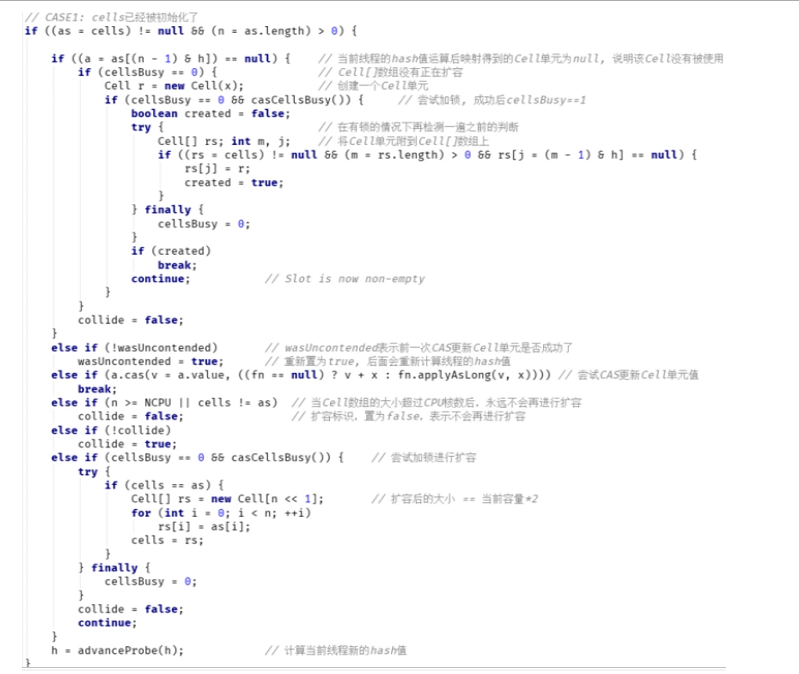 // CASE1: cells已经被初始化了
if ((as = cells) != null && (n = as.length) > 0) {
if ((a = as[(n - 1) & h]) == null) { // 当前线程的hash值运算后映射得到的Cell单元为null, 说明该Cell没有被使用
if (cellsBusy == 0) { // Cell[]数组没有正在扩容
Cell r = new Cell(x); // 创建一个Cell单元
if (cellsBusy == 0 && casCellsBusy()) { // 尝试加锁, 成功后cellsBusy==1
boolean created = false;
try { // 在有锁的情况下再检测一遍之前的判断
Cell[] rs; int m, j; // 将Cell单元附到Cell[]数组上
if ((rs = cells) != null && (m = rs.length) > 0 && rs[j = (m - 1) & h] == null) {
rs[j] = r;
created = true;
}
} finally {
cellsBusy = 0;
}
if (created)
break;
continue; // Slot is now non-empty
}
}
collide = false;
}
else if (!wasUncontended) // wasUncontended表示前一次CAS更新Cell单元是否成功了
wasUncontended = true; // 重新置为true, 后面会重新计算线程的hash值
else if (a.cas(v = a.value, ((fn == null) ? v + x : fn.applyAsLong(v, x)))) // 尝试CAS更新Cell单元值
break;
else if (n >= NCPU || cells != as) // 当Cell数组的大小超过CPU核数后, 永远不会再进行扩容
collide = false; // 扩容标识, 置为false, 表示不会再进行扩容
else if (!collide)
collide = true;
else if (cellsBusy == 0 && casCellsBusy()) { // 尝试加锁进行扩容
try {
if (cells == as) {
Cell[] rs = new Cell[n << 1]; // 扩容后的大小 == 当前容量*2
for (int i = 0; i < n; ++i)
rs[i] = as[i];
cells = rs;
}
} finally {
cellsBusy = 0;
}
collide = false;
continue;
}
h = advanceProbe(h); // 计算当前线程新的hash值
}